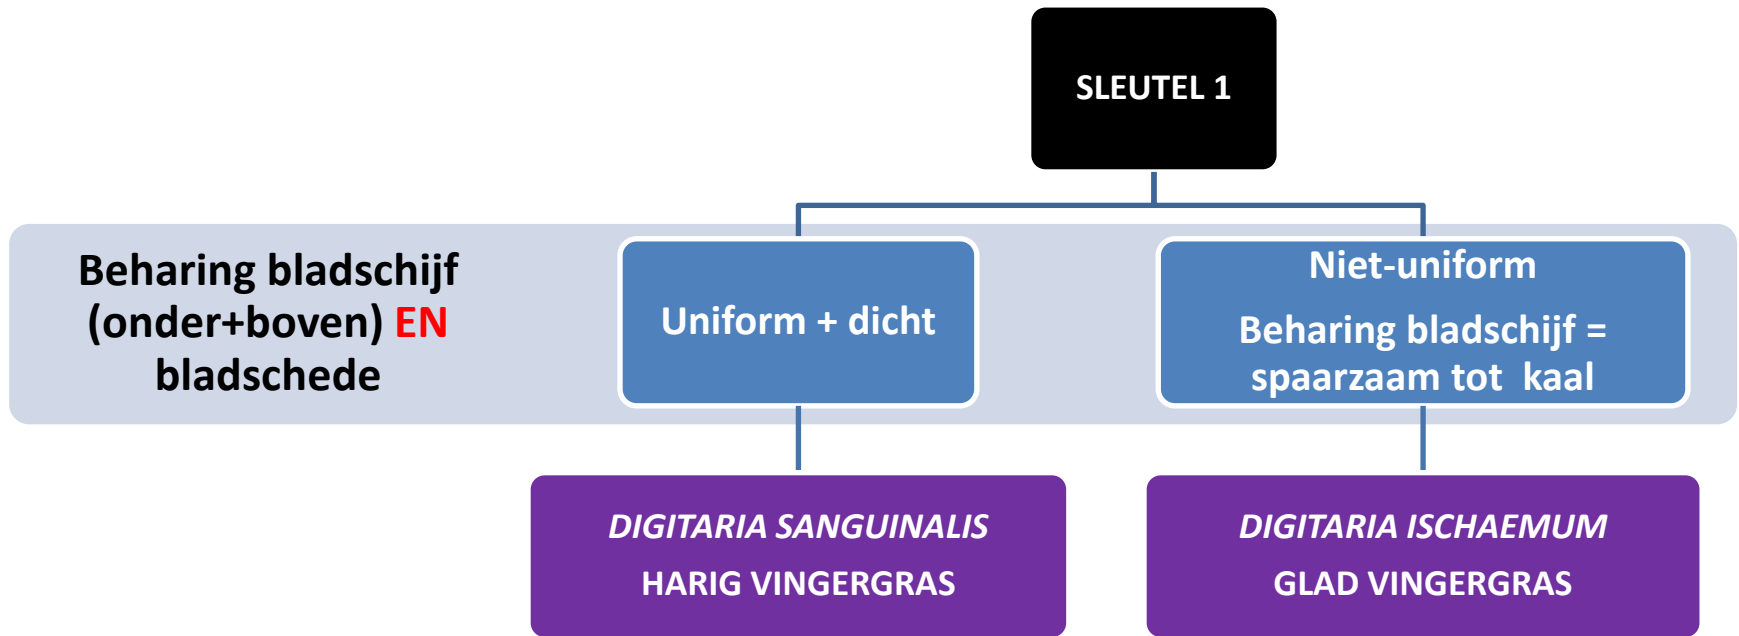 SLEUTEL 1
Beharing bladschijf
(onder+boven) EN
bladschede
Uniform + dicht
Niet-uniform
Beharing bladschijf =
spaarzaam tot kaal
DIGITARIA SANGUINALIS
HARIG VINGERGRAS
DIGITARIA ISCHAEMUM
GLAD VINGERGRAS